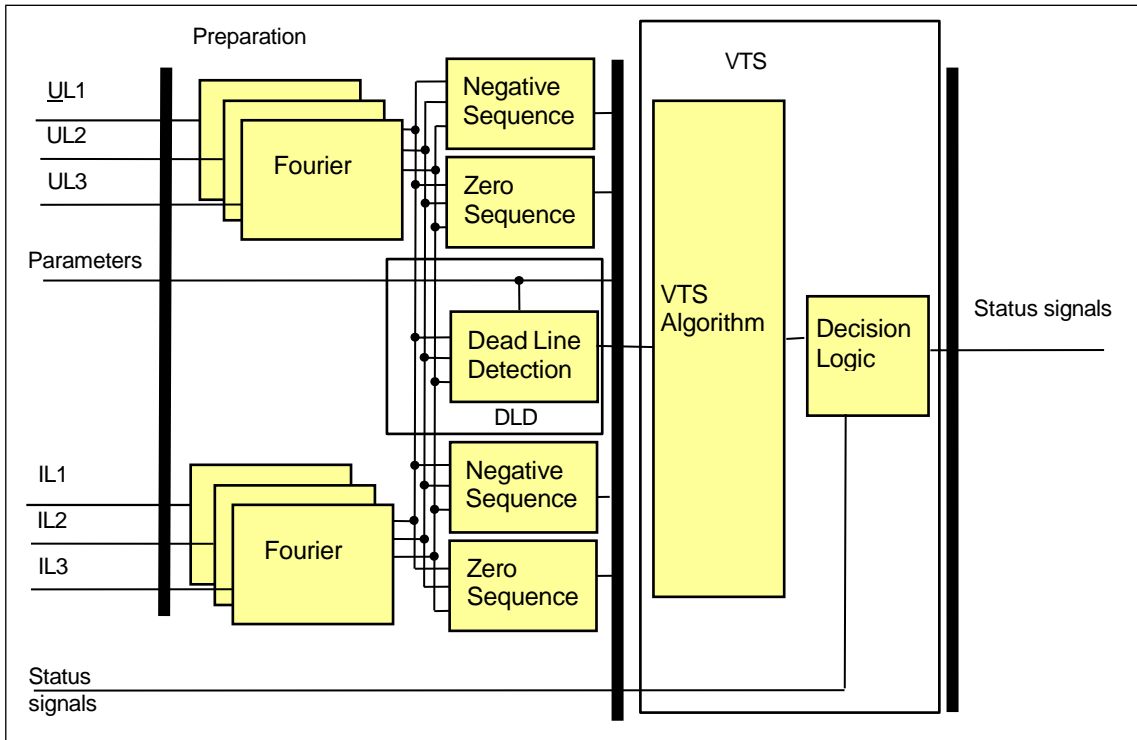 Preparation
VTS
UL1
UL2
UL3
Fourier
Negative
Sequence
Zero
Sequence
Parameters
Dead Line
Detection
DLD
VTS
Algorithm
Decision
Logic
Status signals
IL1
IL2
IL3
Fourier
Negative
Sequence
Zero
Sequence
Status
signals